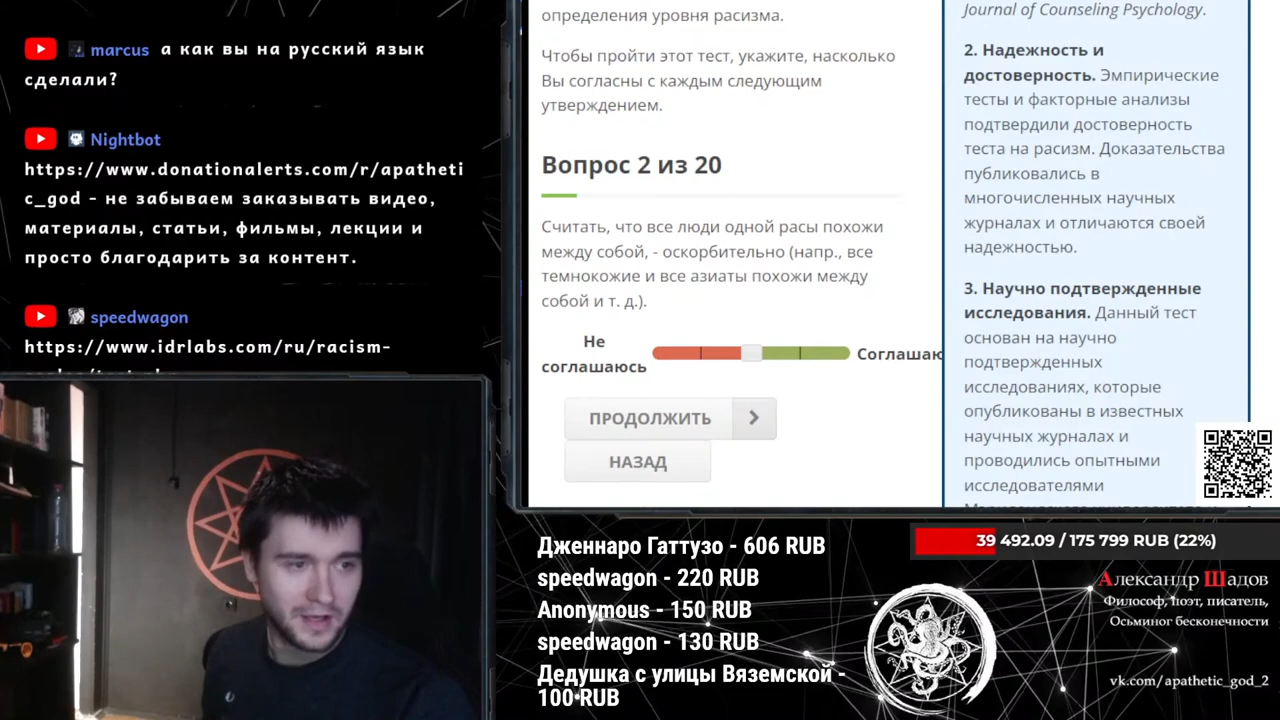 marcus а как вы на русский язык
сделали?
Nightbot
https://www.donationalerts.com/r/apatheti
c_god - не забываем заказывать видео,
материалы, статьи, фильмы, лекции и
просто благодарить за контент.
speedwagon
https://www.idrlabs.com/ru/racism-
определения уровня расизма.
Чтобы пройти этот тест, укажите, насколько
Вы согласны с каждым следующим
утверждением.
Вопрос 2 из 20
Считать, что все люди одной расы похожи
между собой, - оскорбительно (напр., все
темнокожие и все азиаты похожи между
собой и т. д.).
Не
соглашаюсь
Соглашаю
ПРОДОЛЖИТЬ
НАЗАД
Journal of Counseling Psychology.
2. Надежность и
достоверность. Эмпирические
тесты и факторные анализы
подтвердили достоверность
теста на расизм. Доказательства
публиковались в
многочисленных научных
журналах и отличаются своей
надежностью.
3. Научно подтвержденные
исследования. Данный тест
основан на научно
подтвержденных
исследованиях, которые
опубликованы в известных
научных журналах и
проводились опытными
исследователями
Дженнаро Гаттузо - 606 RUB
speedwagon - 220 RUB
Anonymous - 150 RUB
speedwagon - 130 RUB
Дедушка с улицы Вяземской -
100 RUB
39 492.09 / 175 799 RUB (22%)
Александр Шадов
Философ, поэт, писатель,
Осьминог бесконечности
vk.com/apathetic_god_2